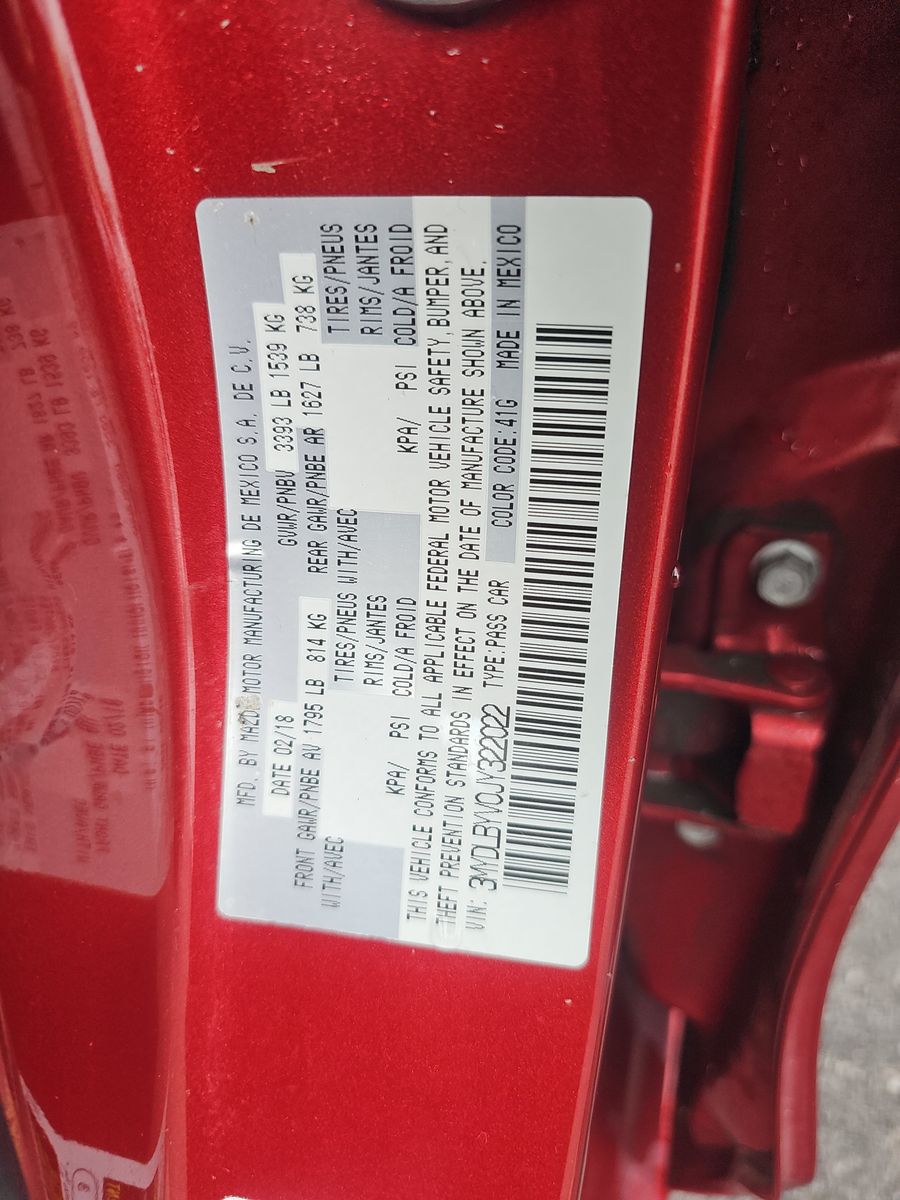 MFD. BY MAZDA MOTOR MANUFACTURING DE MEXICO S.A. DE C.V.
DATE 02/18 GVWR/PNBV 3393 LB 1539 KG
FRONT GAWR/PNBE AV 1795 LB 814 KG REAR GAWR/PNBE AR 1627 LB 738 KG
WITH/AVEC TIRES/PNEUS WITH/AVEC TIRES/PNEUS
RIMS/JANTES RIMS/JANTES
KPA/ PSI COLD/A FROID KPA/ PSI COLD/A FROID
THIS VEHICLE CONFORMS TO ALL APPLICABLE FEDERAL MOTOR VEHICLE SAFETY, BUMPER, AND
THEFT PREVENTION STANDARDS IN EFFECT ON THE DATE OF MANUFACTURE SHOWN ABOVE.
VIN: 3MYDLBYV0JY322022 TYPE:PASS CAR COLOR CODE:41G MADE IN MEXICO